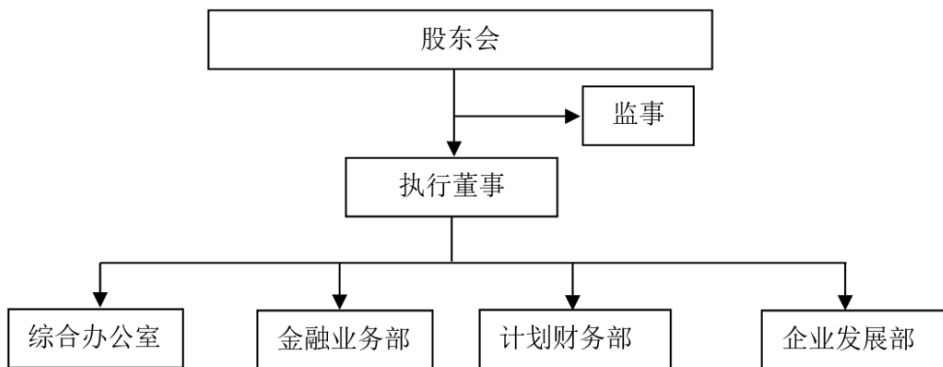 股东会
监事
执行董事
综合办公室
金融业务部
计划财务部
企业发展部